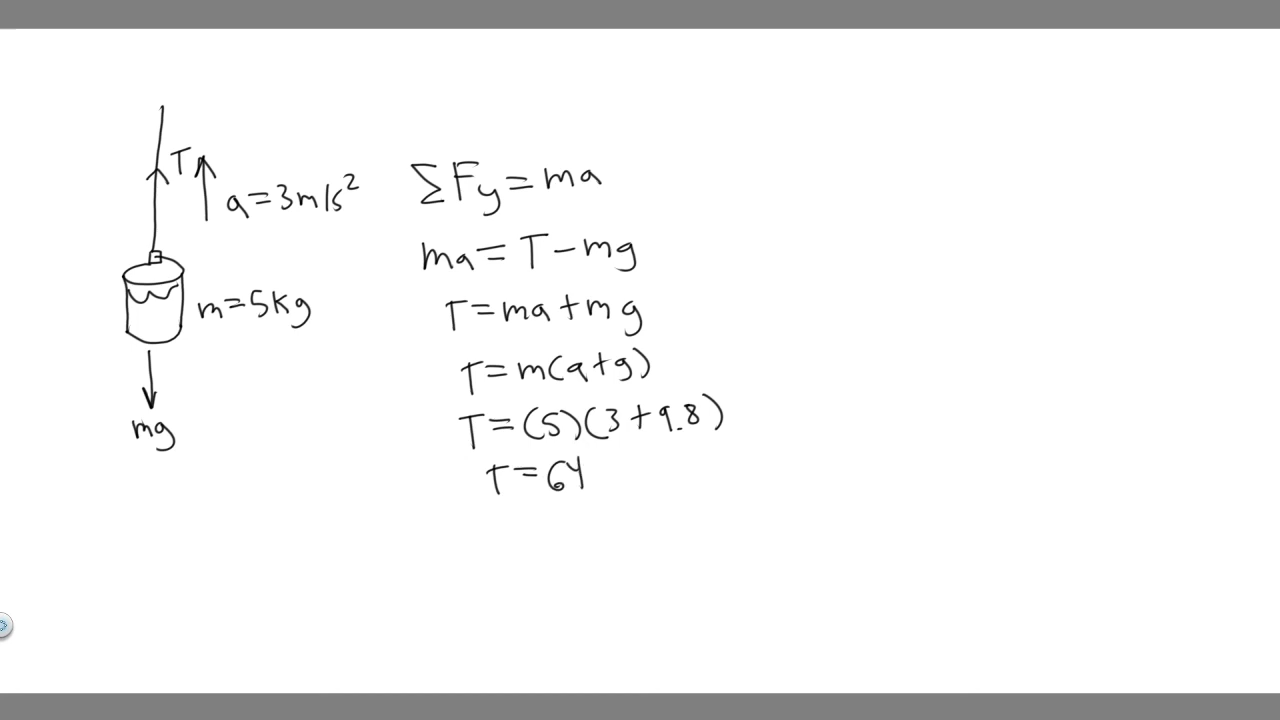 T
a=3m/s²
m=5kg
mg
ΣFy=ma
ma=T-mg
T=ma+mg
T=m(a+g)
T=(5)(3+9.8)
T=64